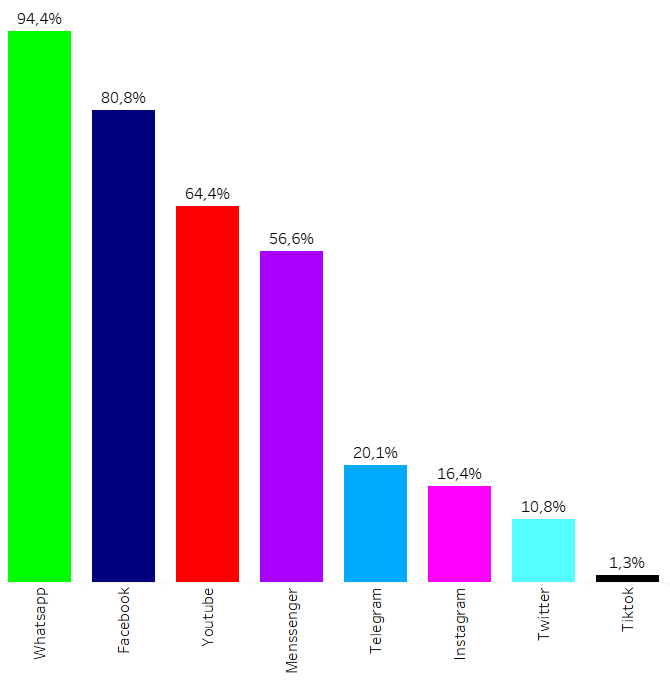 94,4%
80,8%
64,4%
56,6%
20,1%
16,4%
10,8%
1,3%
Whatsapp
Facebook
Youtube
Menssenger
Telegram
Instagram
Twitter
Tiktok